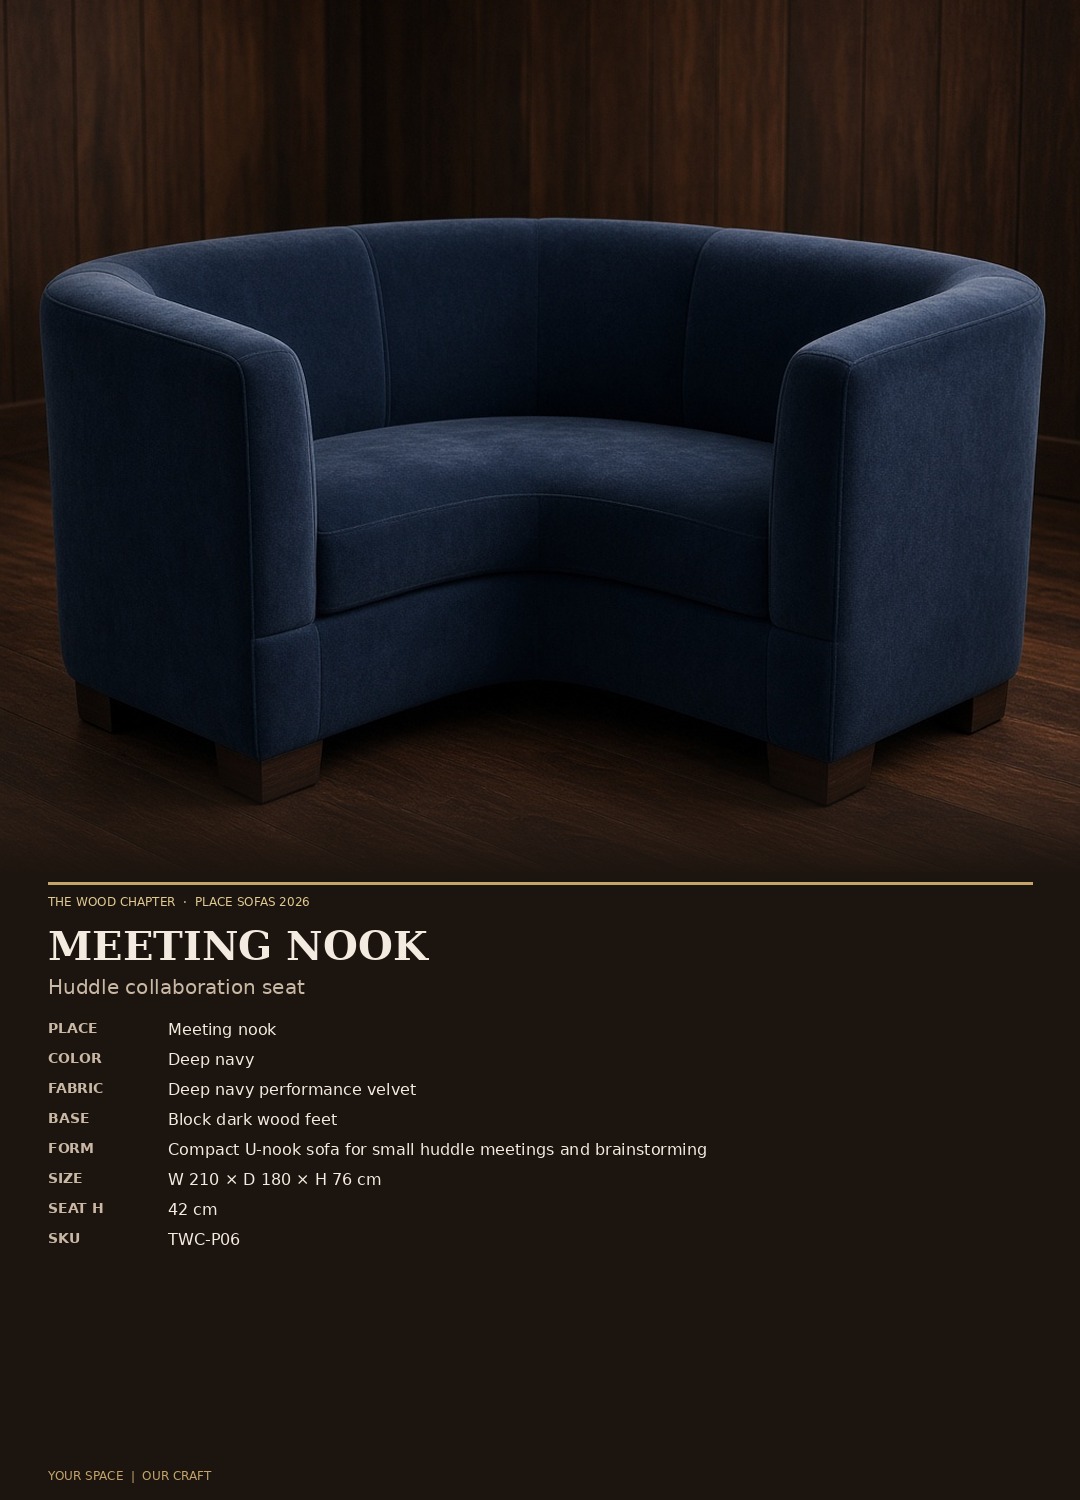 THE WOOD CHAPTER · PLACE SOFAS 2026
MEETING NOOK
Huddle collaboration seat
PLACE Meeting nook
COLOR Deep navy
FABRIC Deep navy performance velvet
BASE Block dark wood feet
FORM Compact U-nook sofa for small huddle meetings and brainstorming
SIZE W 210 × D 180 × H 76 cm
SEAT H 42 cm
SKU TWC-P06
YOUR SPACE | OUR CRAFT